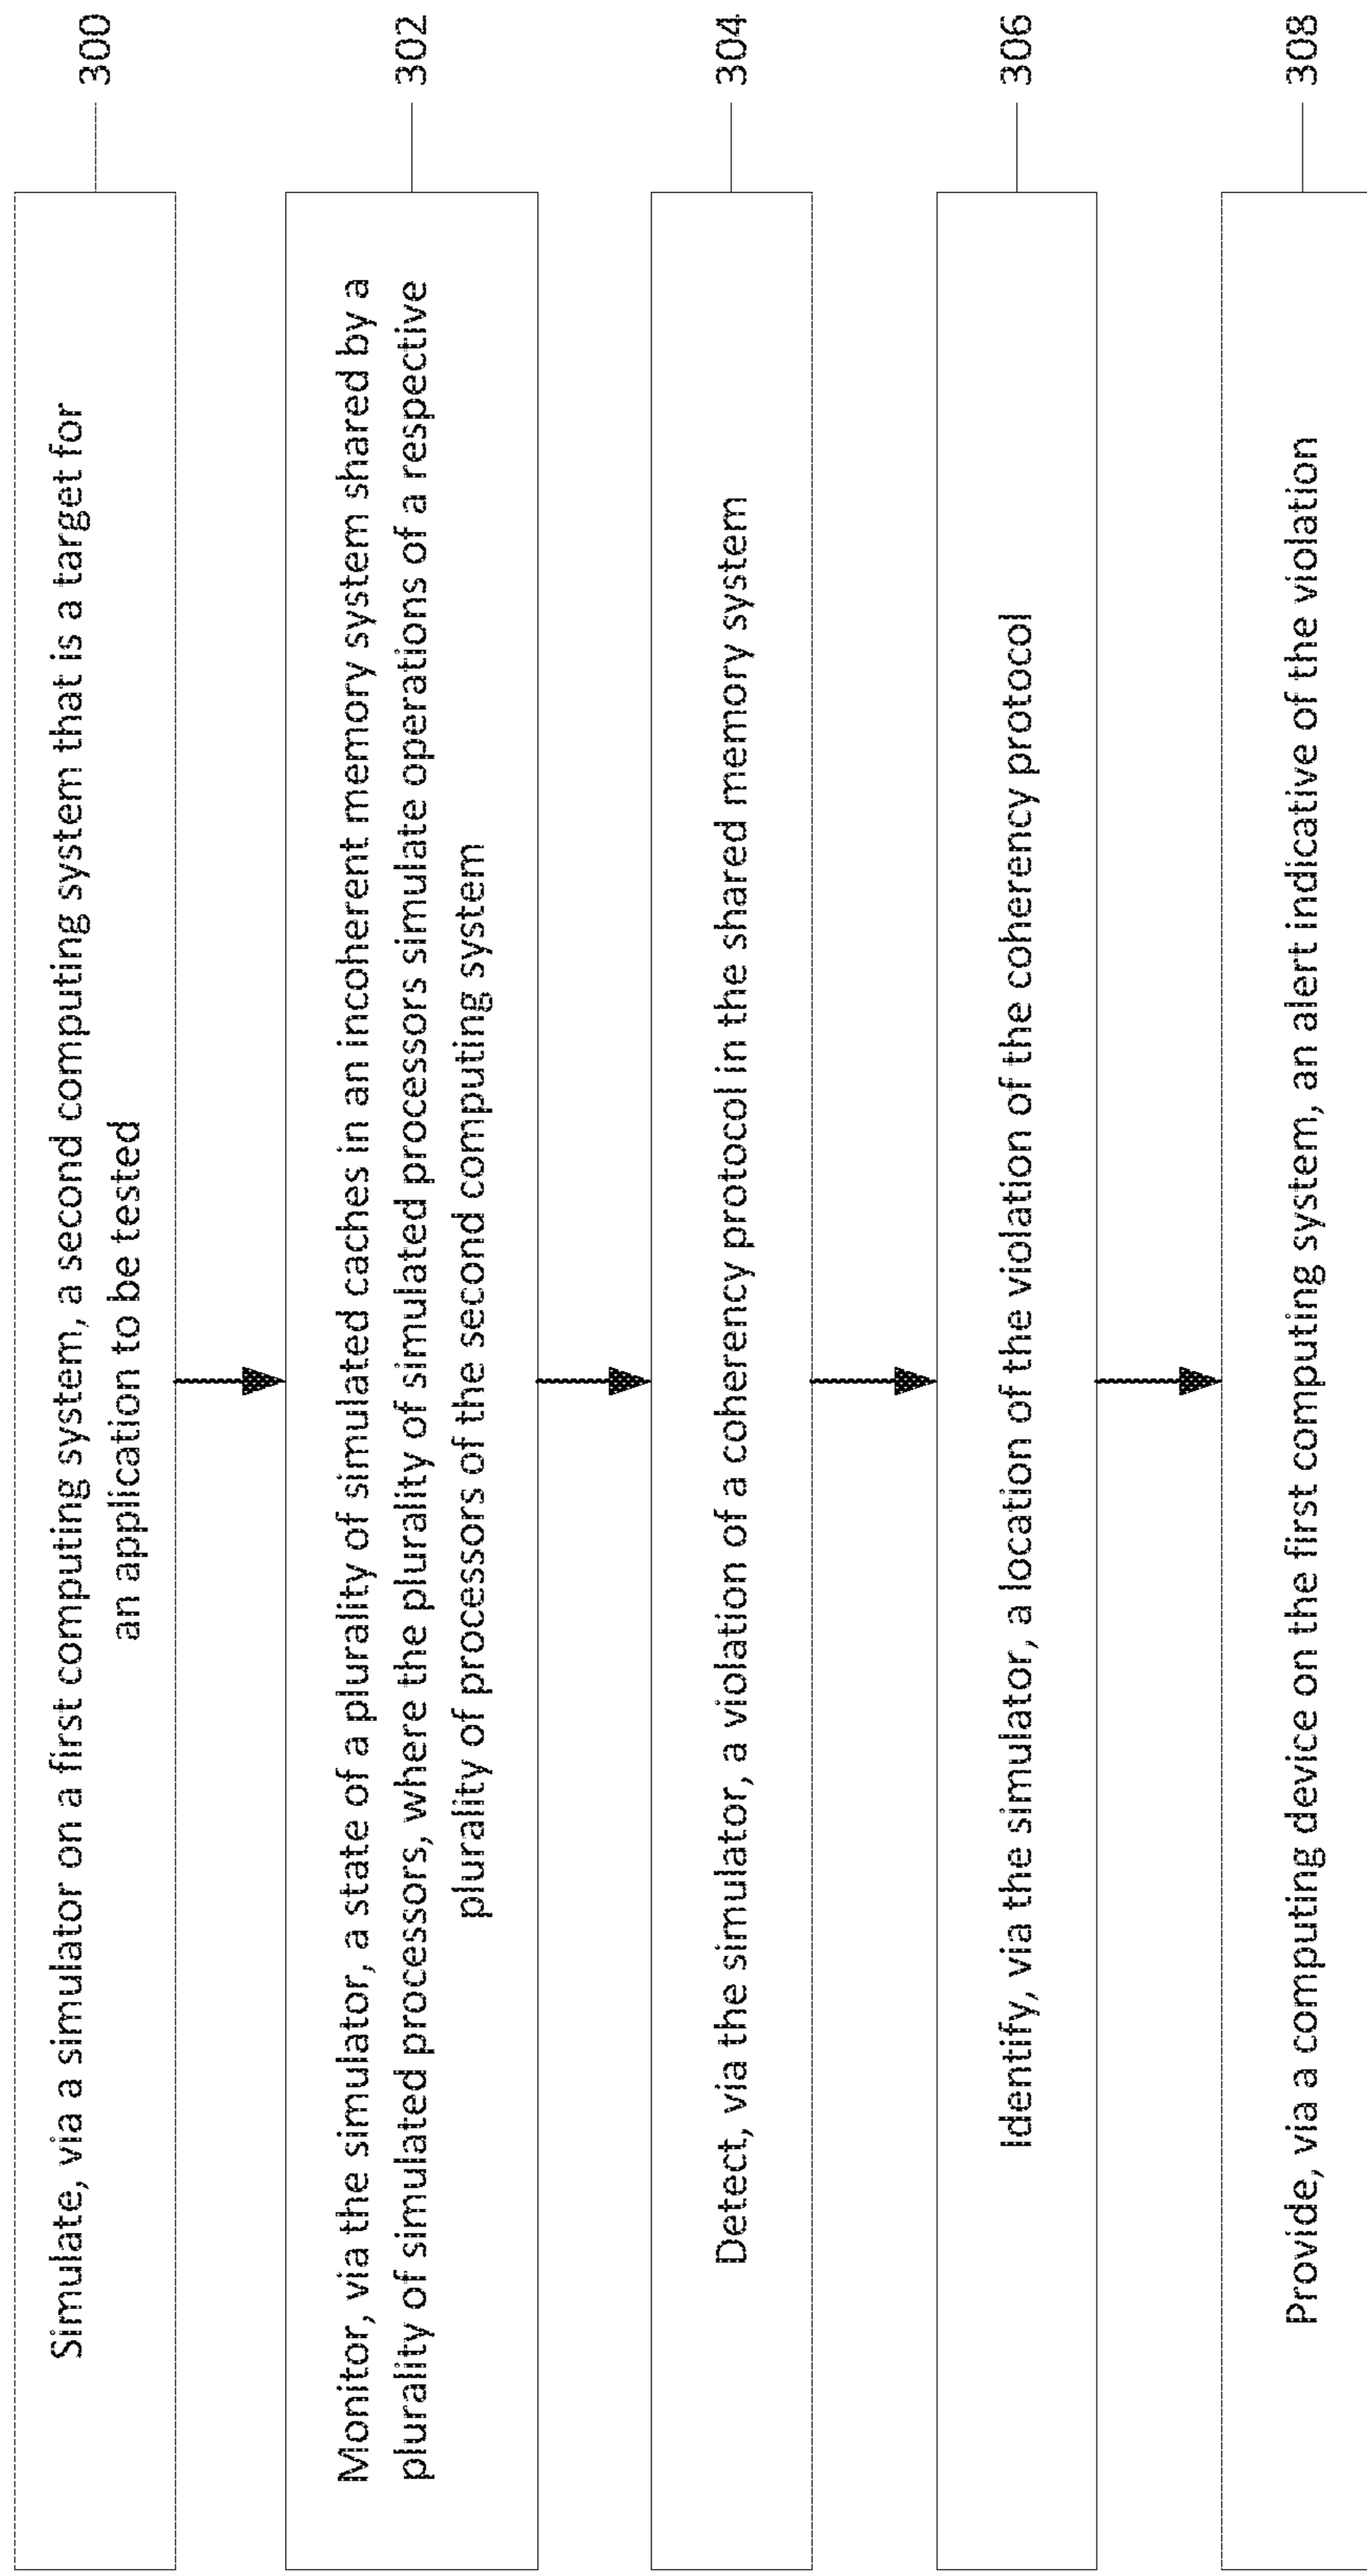 Simulate, via a simulator on a first computing system, a second computing system that is a target for
an application to be tested
300
Monitor, via the simulator, a state of a plurality of simulated caches in an incoherent memory system shared by a
plurality of simulated processors, where the plurality of simulated processors simulate operations of a respective
plurality of processors of the second computing system
302
Detect, via the simulator, a violation of a coherency protocol in the shared memory system
304
Identify, via the simulator, a location of the violation of the coherency protocol
306
Provide, via a computing device on the first computing system, an alert indicative of the violation
308